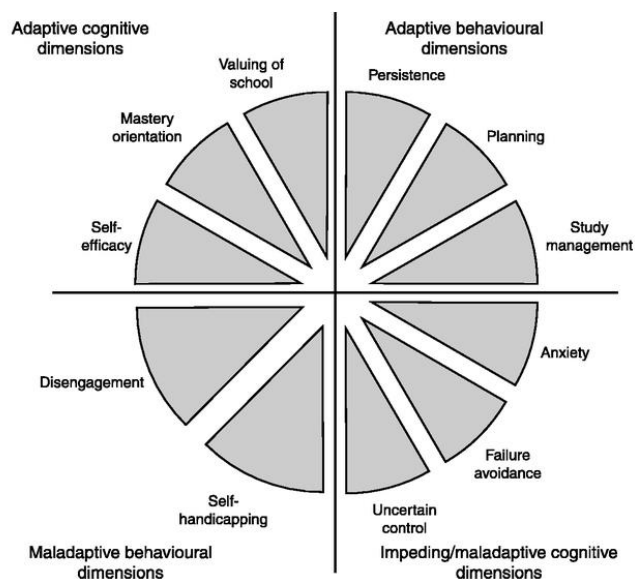 Adaptive cognitive
dimensions
Adaptive behavioural
dimensions
Valuing of
school
Persistence
Mastery
orientation
Planning
Self-
efficacy
Study
management
Disengagement
Anxiety
Failure
avoidance
Self-
handicapping
Uncertain
control
Maladaptive behavioural
dimensions
Impeding/maladaptive cognitive
dimensions